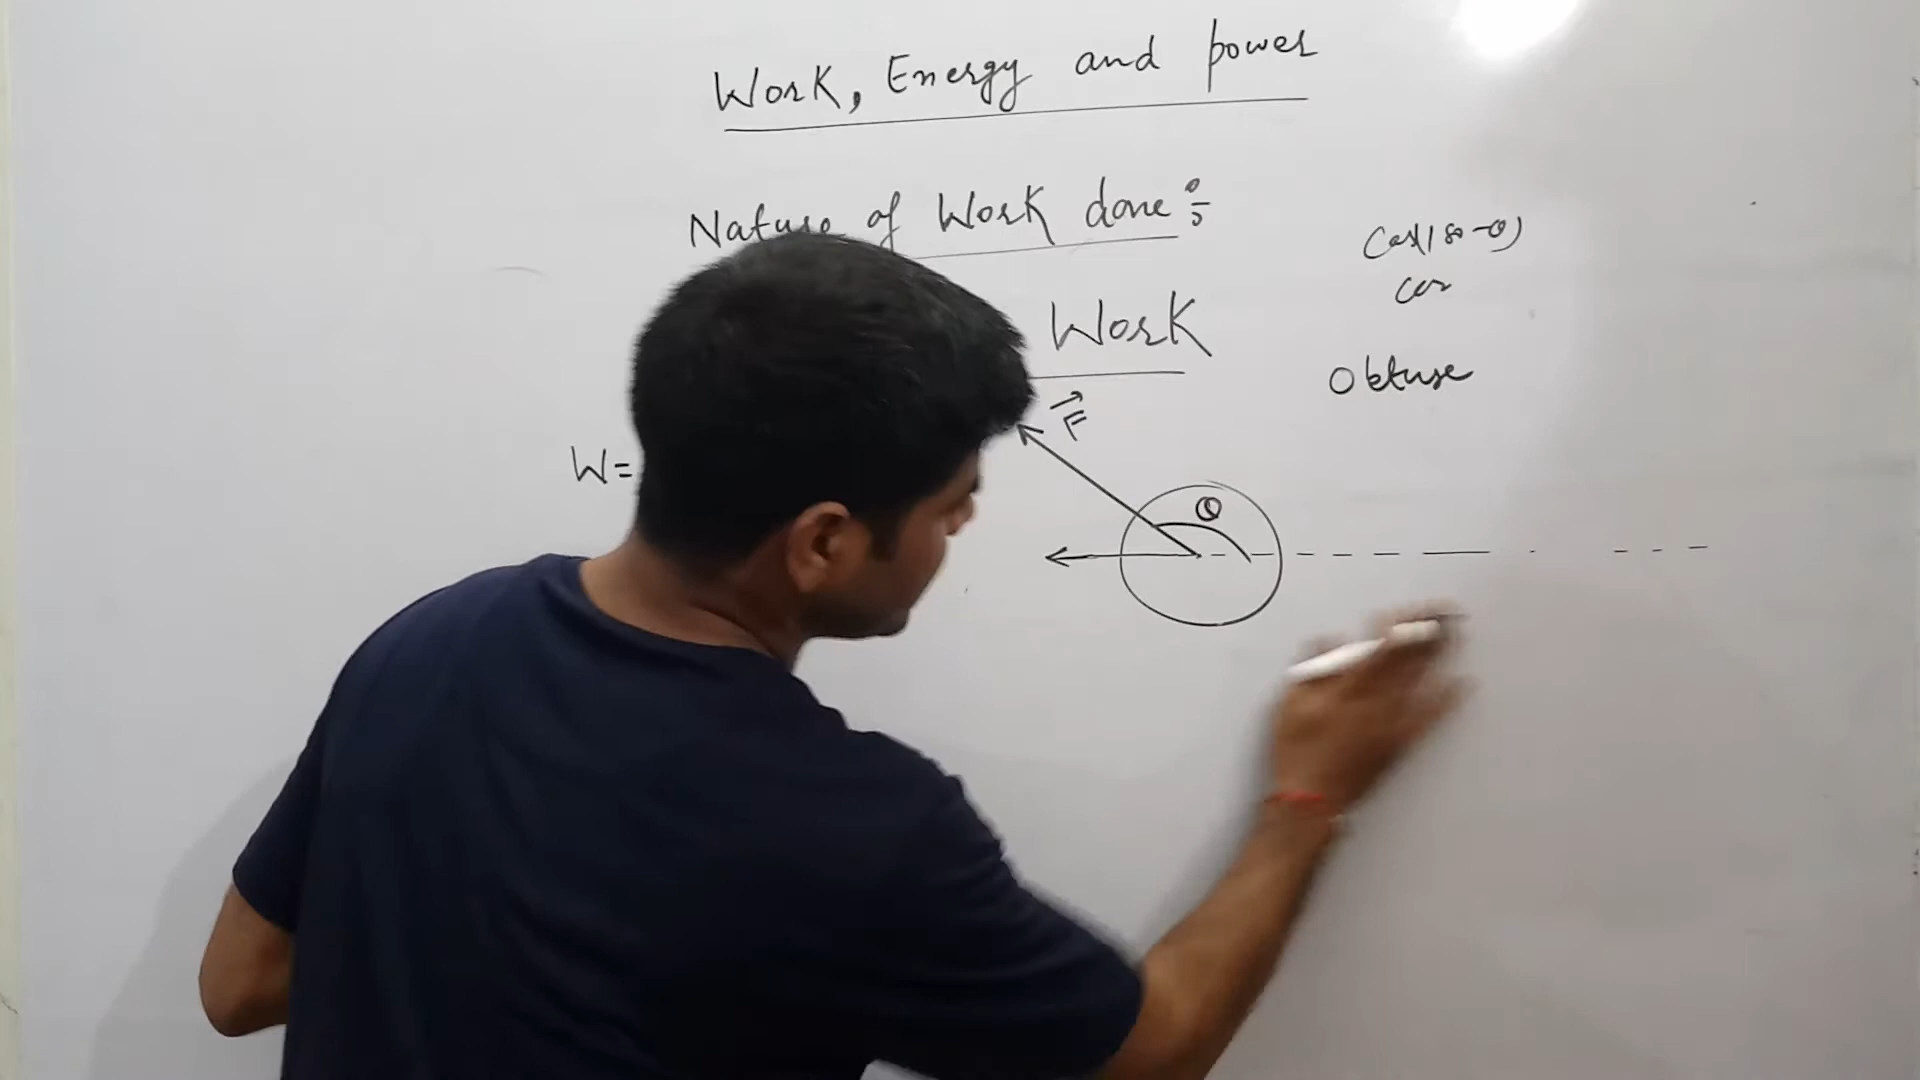 Work, Energy and power
Nature of Work done :-
Cos(180-θ)
Cos
Work
Obtuse
F
W=
θ